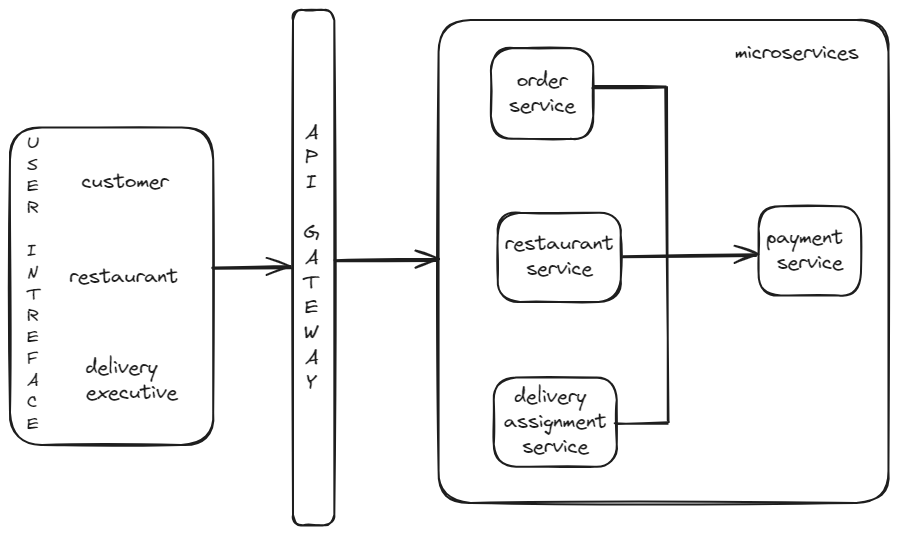 USER INTREFACE
customer
restaurant
delivery
executive
API GATEWAY
microservices
order
service
restaurant
service
delivery
assignment
service
payment
service